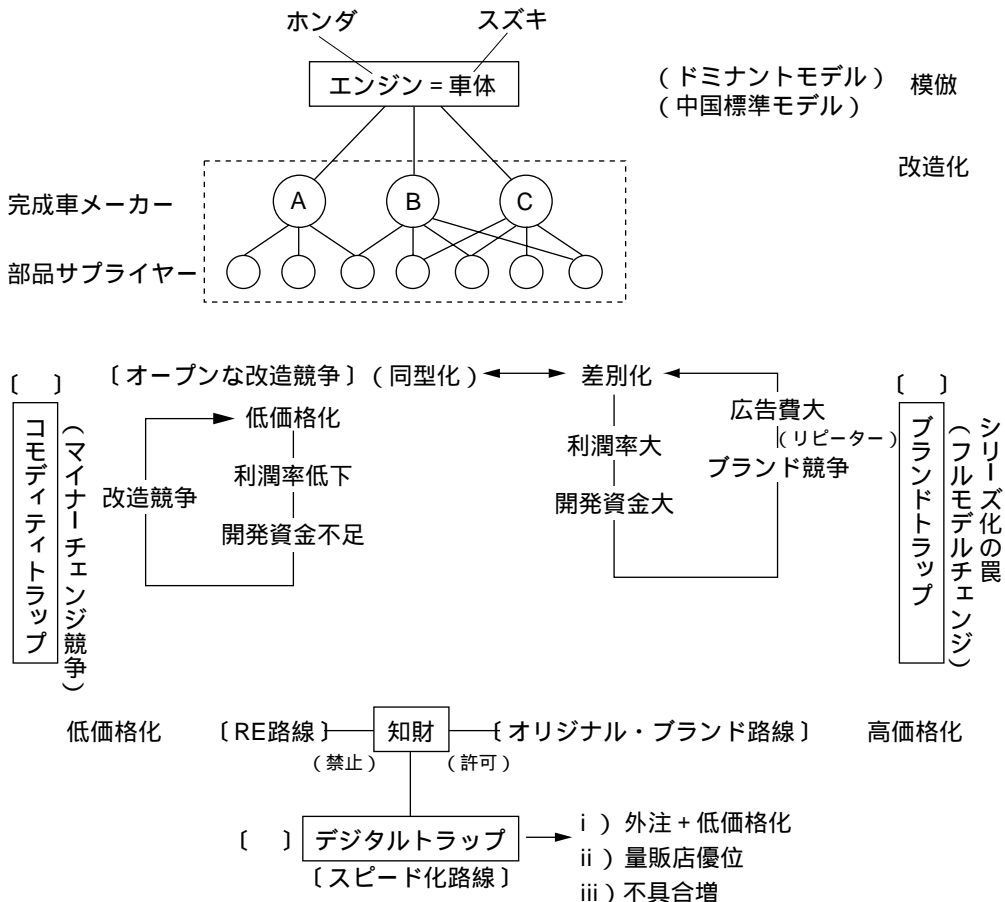 ホンダ スズキ
エンジン = 車体
(ドミナントモデル) 模倣
(中国標準モデル)
改造化
完成車メーカー
A B C
部品サプライヤー
〔 〕 〔オープンな改造競争〕(同型化) 差別化 〔 〕
コモディティトラップ
(マイナーチェンジ競争)
低価格化
利潤率低下
改造競争
開発資金不足
広告費大
(リピーター)
利潤率大
ブランド競争
開発資金大
ブランドトラップ
(フルモデルチェンジ)
シリーズ化の罠
低価格化 〔RE路線〕 知財 〔オリジナル・ブランド路線〕 高価格化
(禁止) (許可)
〔 〕 デジタルトラップ
〔スピード化路線〕
i)外注 + 低価格化
ii)量販店優位
iii)不具合増